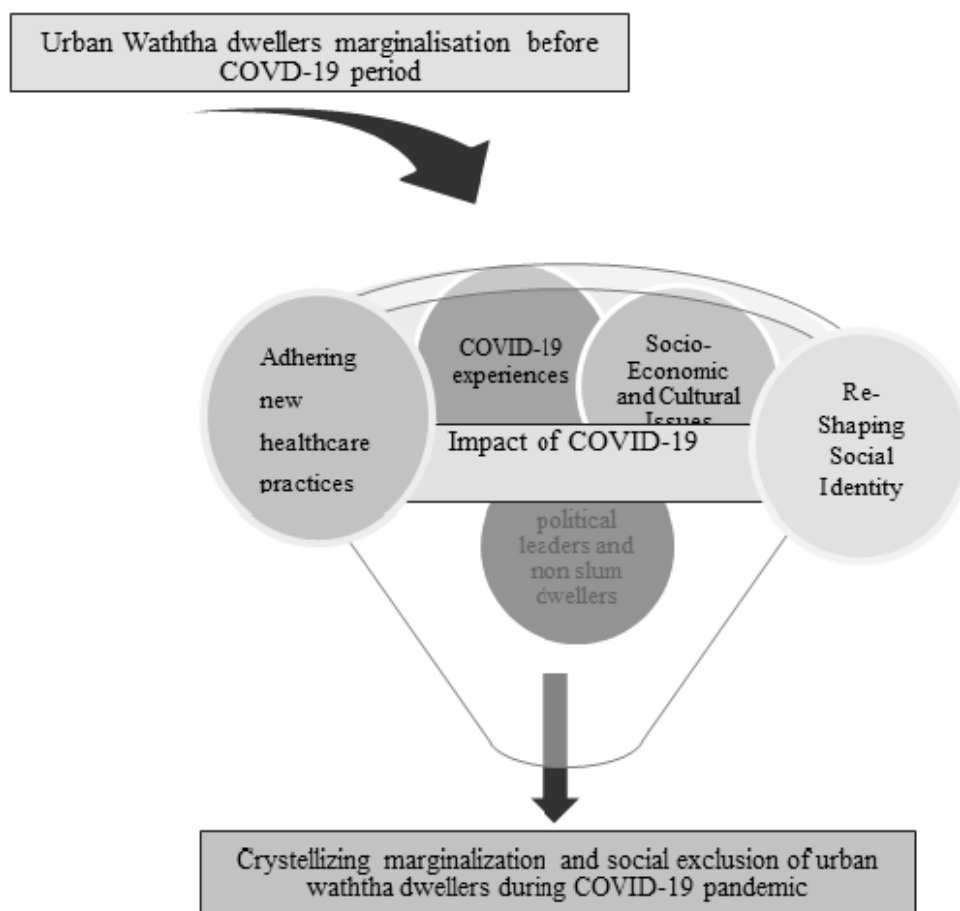 Urban Waththa dwellers marginalisation before
COVD-19 period
Adhering
new
healthcare
practices
COVID-19
experiences
Socio-
Economic
and Cultural
Issues
Re-
Shaping
Social
Identity
Impact of COVID-19
political
leaders and
non slum
dwellers
Crystellizing marginalization and social exclusion of urban
waththa dwellers during COVID-19 pandemic